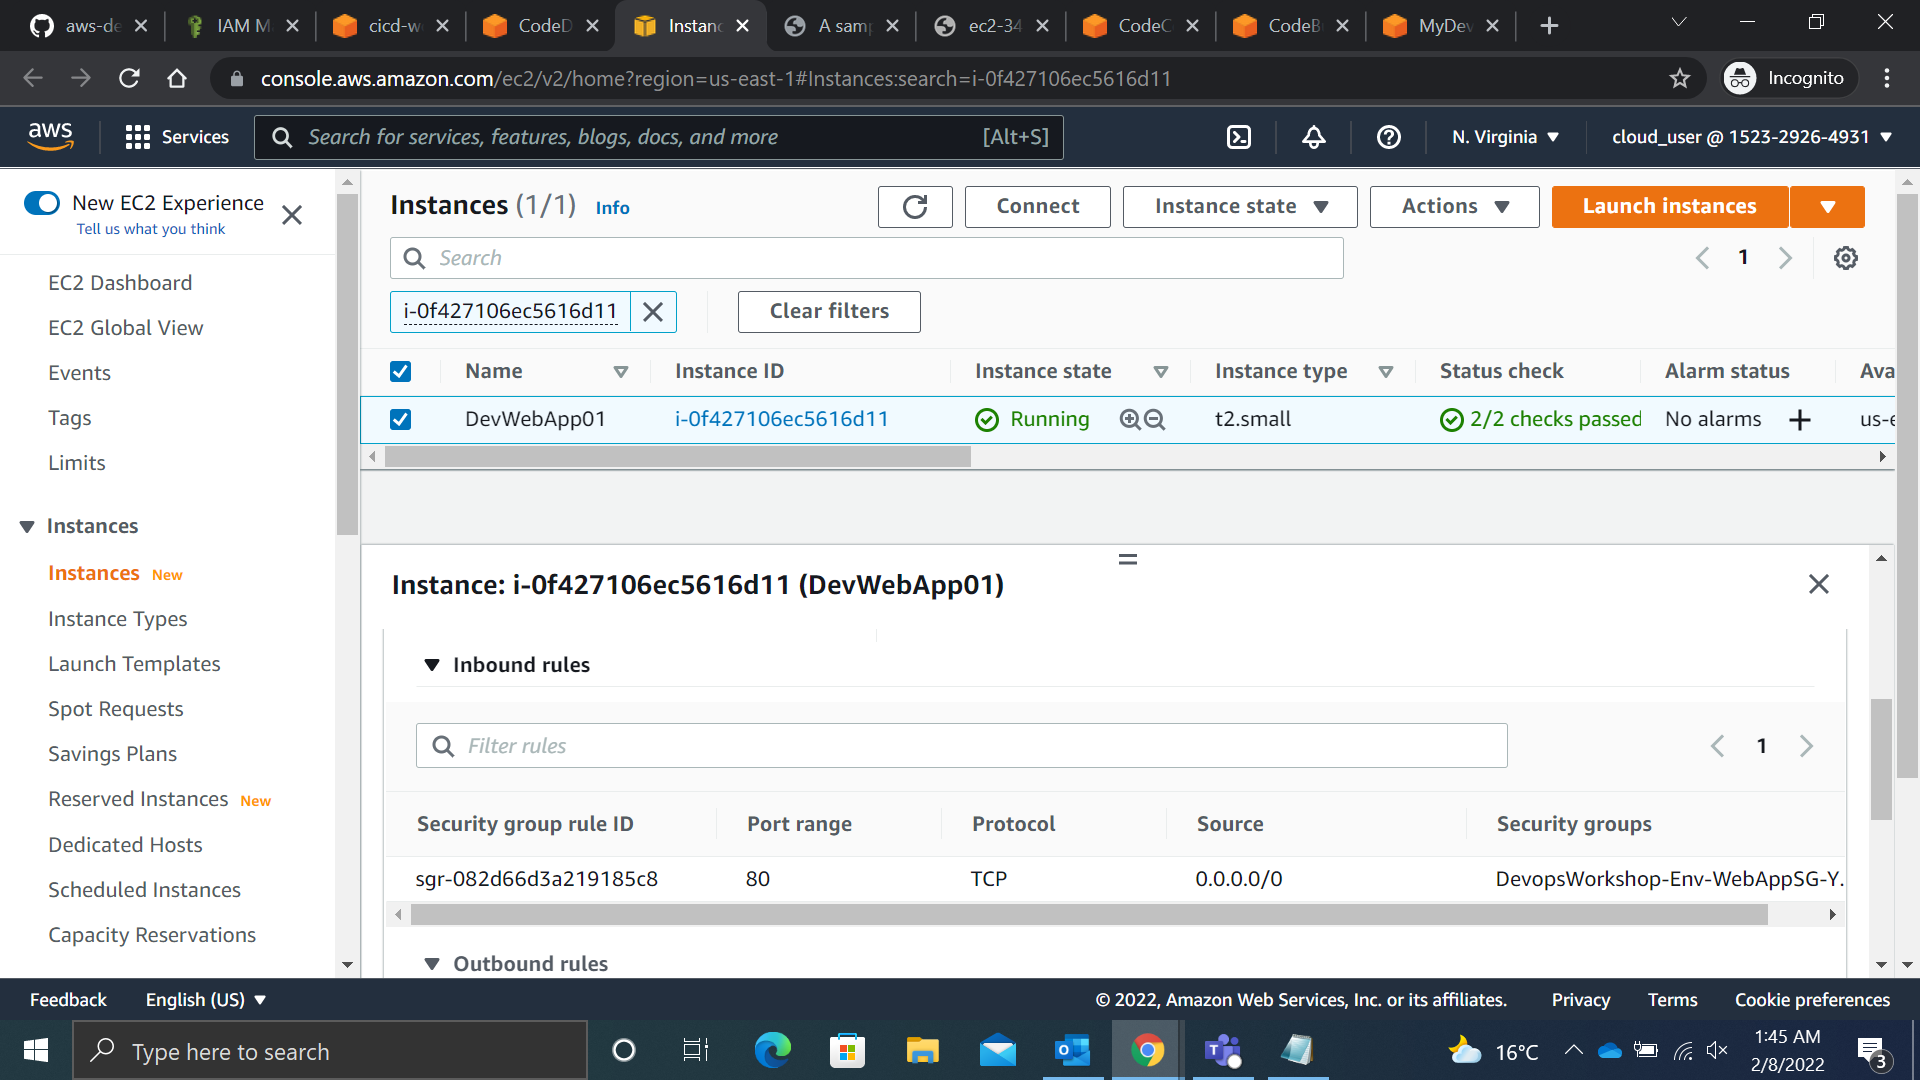 aws-de
IAM M
cicd-w
CodeD
Instanc
A samp
ec2-34
CodeC
CodeB
MyDev
console.aws.amazon.com/ec2/v2/home?region=us-east-1#Instances:search=i-0f427106ec5616d11
Incognito
aws
Services
Search for services, features, blogs, docs, and more
[Alt+S]
N. Virginia
cloud_user @ 1523-2926-4931
New EC2 Experience
Tell us what you think
EC2 Dashboard
EC2 Global View
Events
Tags
Limits
Instances
Instances New
Instance Types
Launch Templates
Spot Requests
Savings Plans
Reserved Instances New
Dedicated Hosts
Scheduled Instances
Capacity Reservations
Instances (1/1) Info
Connect
Instance state
Actions
Launch instances
Search
1
i-0f427106ec5616d11
Clear filters
Name Instance ID Instance state Instance type Status check Alarm status Ava
DevWebApp01 i-0f427106ec5616d11 Running t2.small 2/2 checks passed No alarms us-e
Instance: i-0f427106ec5616d11 (DevWebApp01)
Inbound rules
Filter rules
1
Security group rule ID Port range Protocol Source Security groups
sgr-082d66d3a219185c8 80 TCP 0.0.0.0/0 DevopsWorkshop-Env-WebAppSG-Y.
Outbound rules
Feedback English (US)
© 2022, Amazon Web Services, Inc. or its affiliates. Privacy Terms Cookie preferences
Type here to search
16°C
1:45 AM
2/8/2022
3